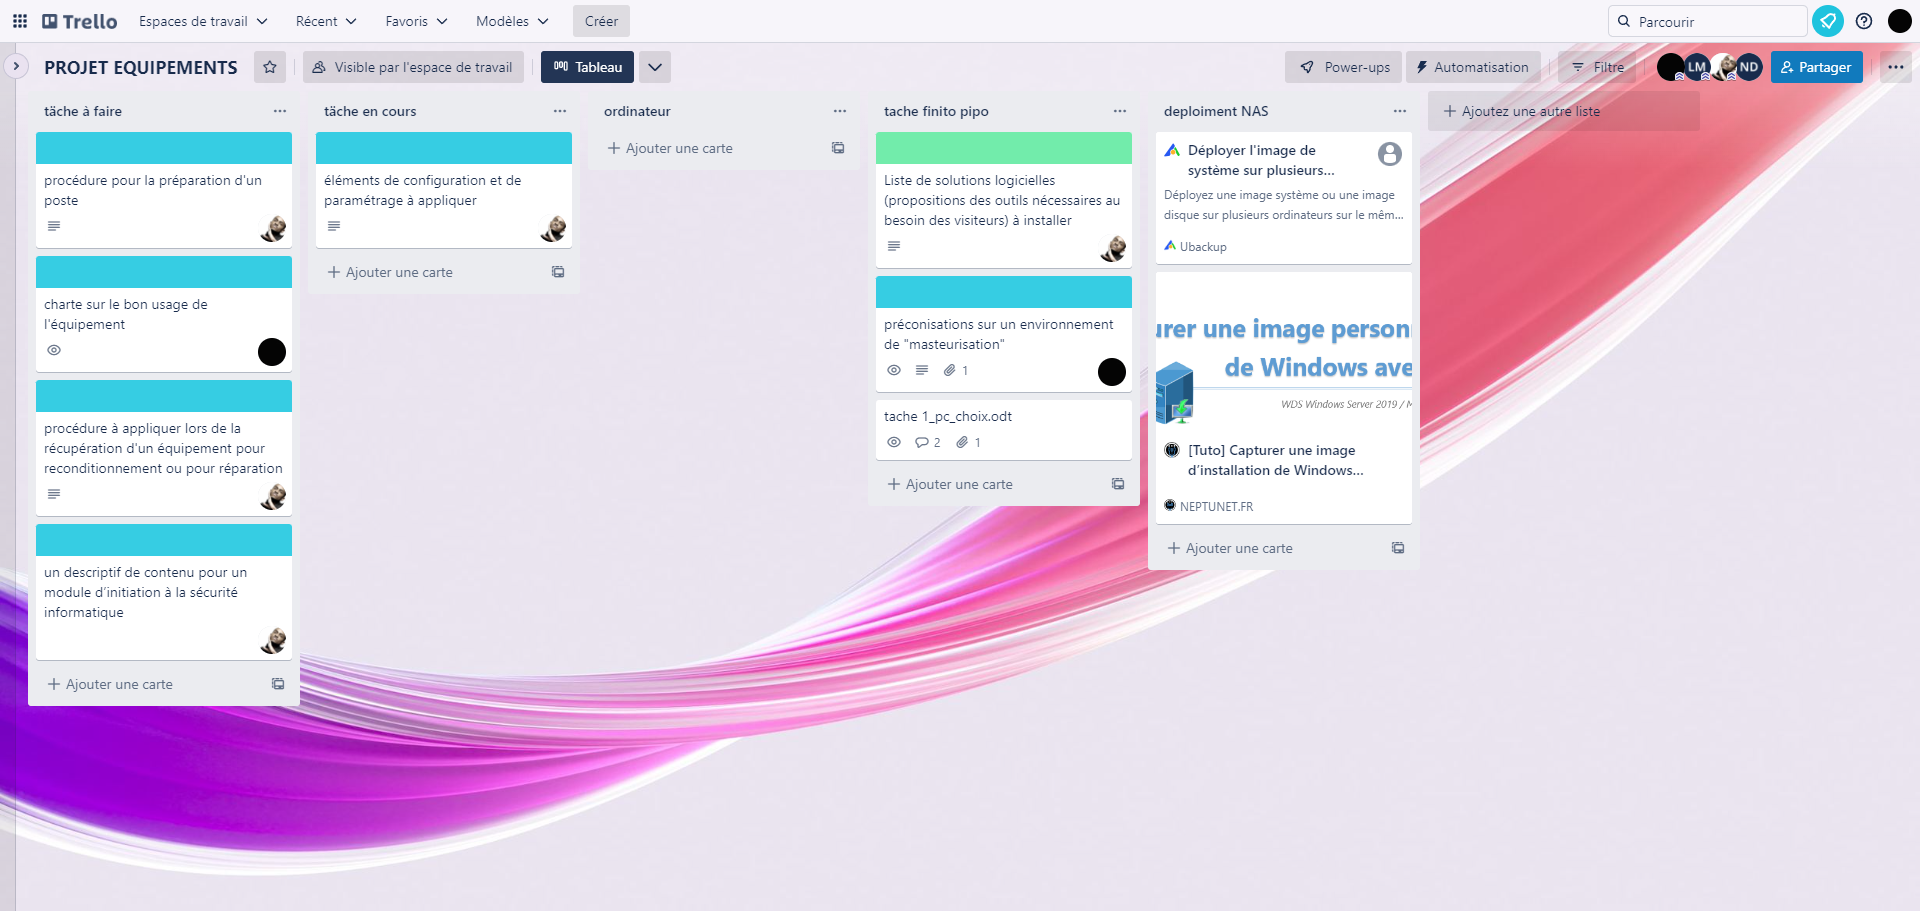 Trello
Espaces de travail
Récent
Favoris
Modèles
Créer
Parcourir
PROJET EQUIPEMENTS
Visible par l'espace de travail
Tableau
Power-ups
Automatisation
Filtre
LM
ND
Partager
täche à faire
procédure pour la préparation d'un
poste
charte sur le bon usage de
l'équipement
procédure à appliquer lors de la
récupération d'un équipement pour
reconditionnement ou pour réparation
un descriptif de contenu pour un
module d’initiation à la sécurité
informatique
Ajouter une carte
täche en cours
éléments de configuration et de
paramétrage à appliquer
Ajouter une carte
ordinateur
Ajouter une carte
tache finito pipo
Liste de solutions logicielles
(propositions des outils nécessaires au
besoin des visiteurs) à installer
préconisations sur un environnement
de "masteurisation"
1
tache 1_pc_choix.odt
2 1
Ajouter une carte
deploiment NAS
Déployer l'image de
système sur plusieurs...
Déployez une image système ou une image
disque sur plusieurs ordinateurs sur le mêm...
Ubackup
urer une image person
de Windows ave
WDS Windows Server 2019 / M
[Tuto] Capturer une image
d’installation de Windows...
NEPTUNET.FR
Ajouter une carte
Ajoutez une autre liste